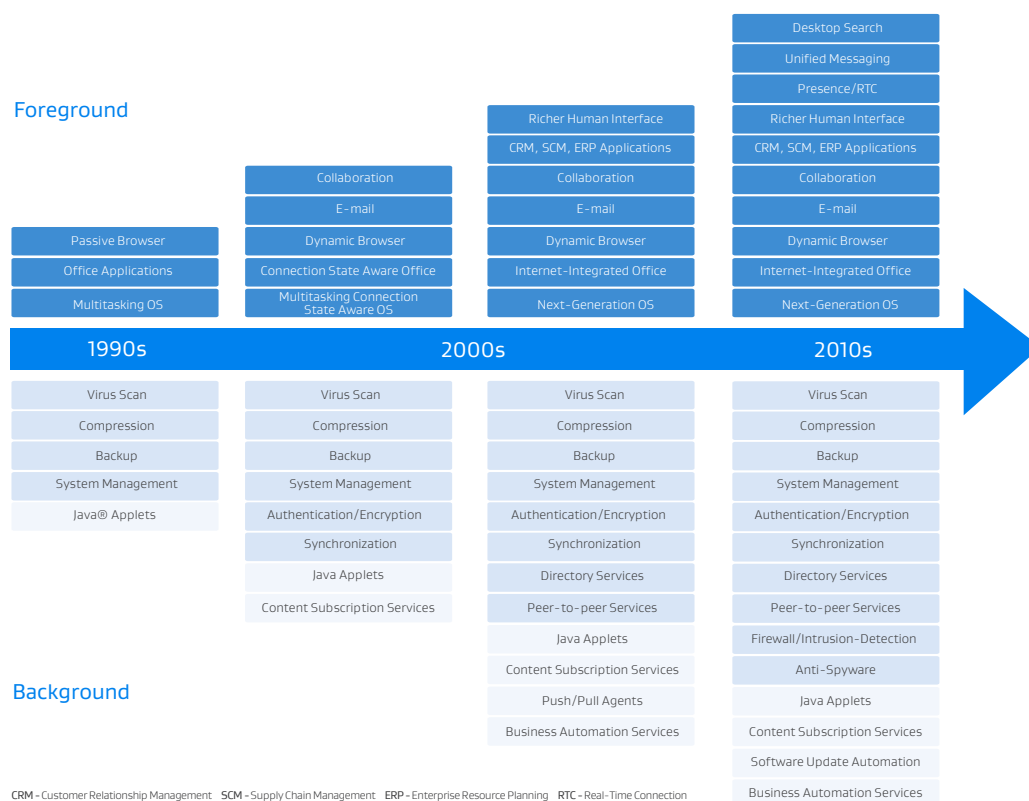 Foreground
Passive Browser
Office Applications
Multitasking OS
Collaboration
E-mail
Dynamic Browser
Connection State Aware Office
Multitasking Connection
State Aware OS
Richer Human Interface
CRM, SCM, ERP Applications
Collaboration
E-mail
Dynamic Browser
Internet-Integrated Office
Next-Generation OS
Desktop Search
Unified Messaging
Presence/RTC
Richer Human Interface
CRM, SCM, ERP Applications
Collaboration
E-mail
Dynamic Browser
Internet-Integrated Office
Next-Generation OS
1990s
2000s
2010s
Virus Scan
Compression
Backup
System Management
Java® Applets
Virus Scan
Compression
Backup
System Management
Authentication/Encryption
Synchronization
Java Applets
Content Subscription Services
Virus Scan
Compression
Backup
System Management
Authentication/Encryption
Synchronization
Directory Services
Peer-to-peer Services
Java Applets
Content Subscription Services
Push/Pull Agents
Business Automation Services
Virus Scan
Compression
Backup
System Management
Authentication/Encryption
Synchronization
Directory Services
Peer-to-peer Services
Firewall/Intrusion-Detection
Anti-Spyware
Java Applets
Content Subscription Services
Software Update Automation
Business Automation Services
Background
CRM - Customer Relationship Management SCM - Supply Chain Management ERP - Enterprise Resource Planning RTC - Real-Time Connection